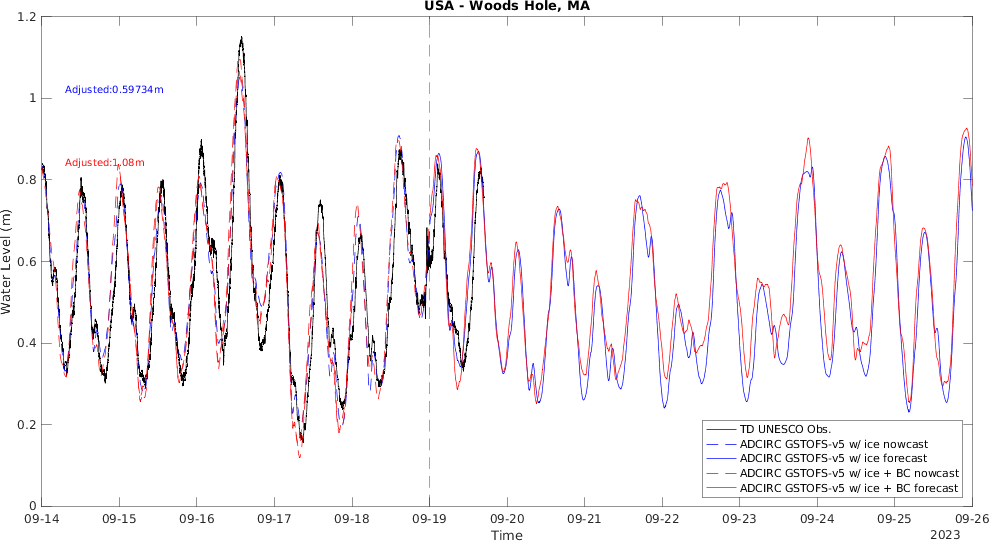 USA - Woods Hole, MA
Water Level (m)
1.2
1
0.8
0.6
0.4
0.2
0
Adjusted:0.59734m
Adjusted:1.08m
TD UNESCO Obs.
ADCIRC GSTOFS-v5 w/ ice nowcast
ADCIRC GSTOFS-v5 w/ ice forecast
ADCIRC GSTOFS-v5 w/ ice + BC nowcast
ADCIRC GSTOFS-v5 w/ ice + BC forecast
09-14 09-15 09-16 09-17 09-18 09-19 09-20 09-21 09-22 09-23 09-24 09-25 09-26
Time
2023